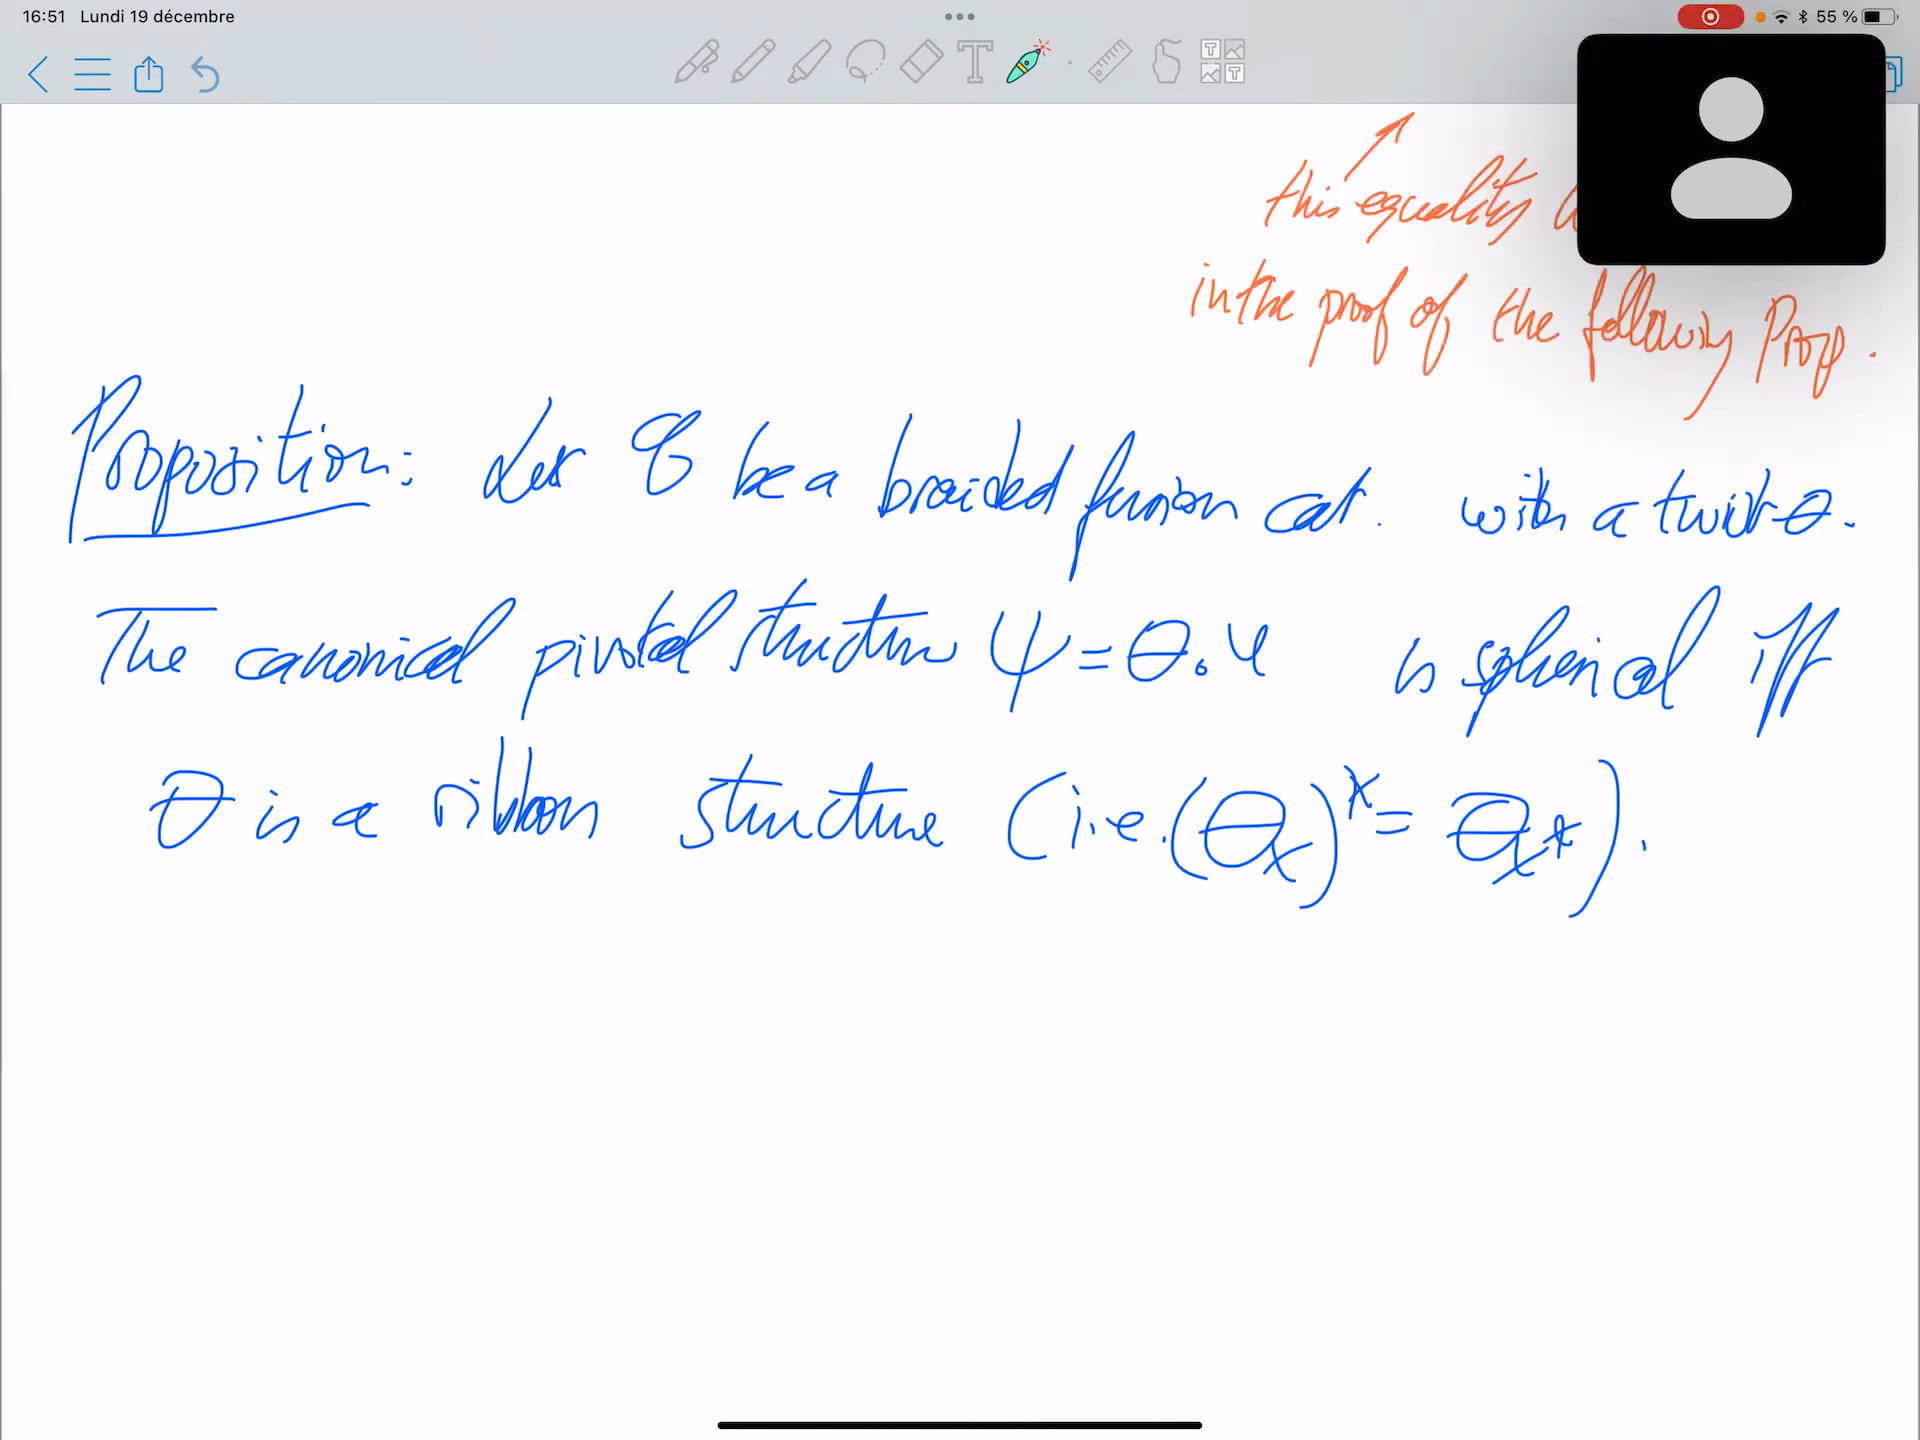 16:51 Lundi 19 décembre
55 %
this equality
in the proof of the following Prop.
Proposition: Let C be a braided fusion cat. with a twist θ.
The canonical pivotal structure ψ = θ∘u is spherical iff
θ is a ribbon structure (i.e. (θ_X)^* = θ_{X^*}).